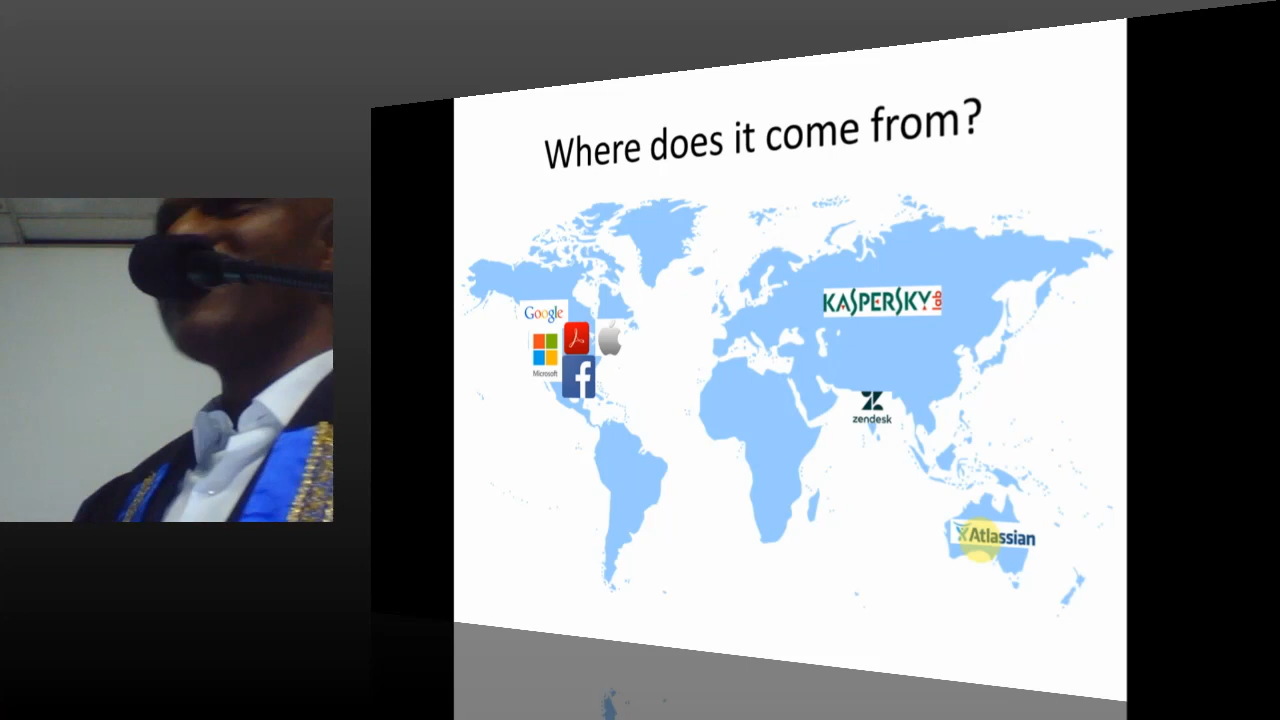 Where does it come from?
KASPERSKY lab
Google
Microsoft
zendesk
Atlassian